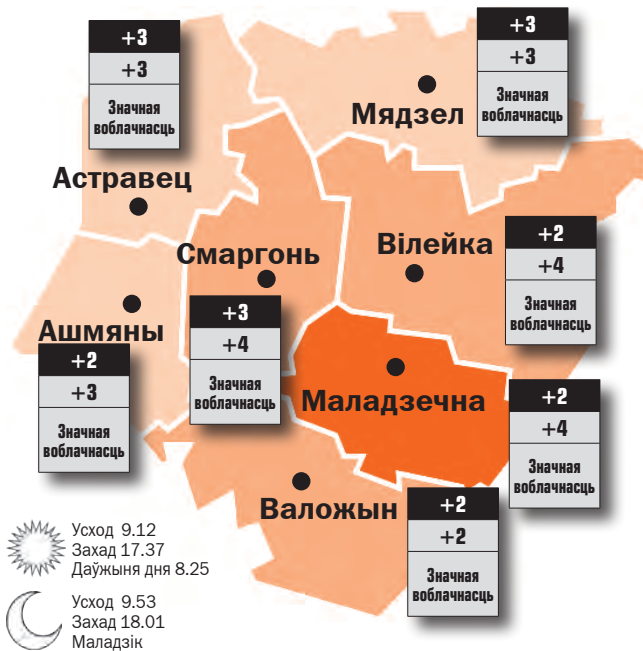 +3
+3
Значная
воблачнасць
Астравец
+3
+3
Значная
воблачнасць
Мядзел
Смаргонь
+3
+4
Значная
воблачнасць
Вілейка
+2
+4
Значная
воблачнасць
Ашмяны
+2
+3
Значная
воблачнасць
Маладзечна
+2
+4
Значная
воблачнасць
Валожын
+2
+2
Значная
воблачнасць
Усход 9.12
Захад 17.37
Даўжыня дня 8.25
Усход 9.53
Захад 18.01
Маладзік